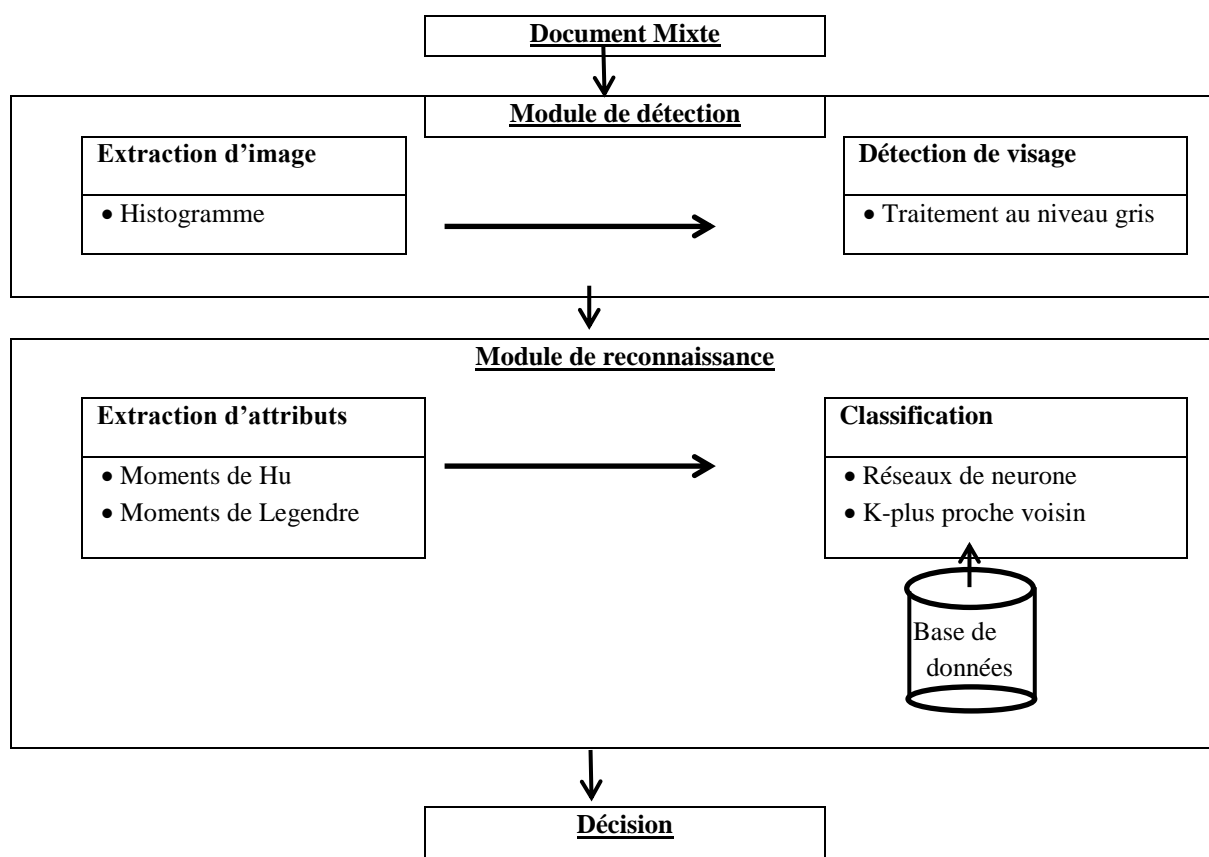 Document Mixte
Module de détection
Extraction d’image
• Histogramme
Détection de visage
• Traitement au niveau gris
Module de reconnaissance
Extraction d’attributs
• Moments de Hu
• Moments de Legendre
Classification
• Réseaux de neurone
• K-plus proche voisin
Base de
données
Décision